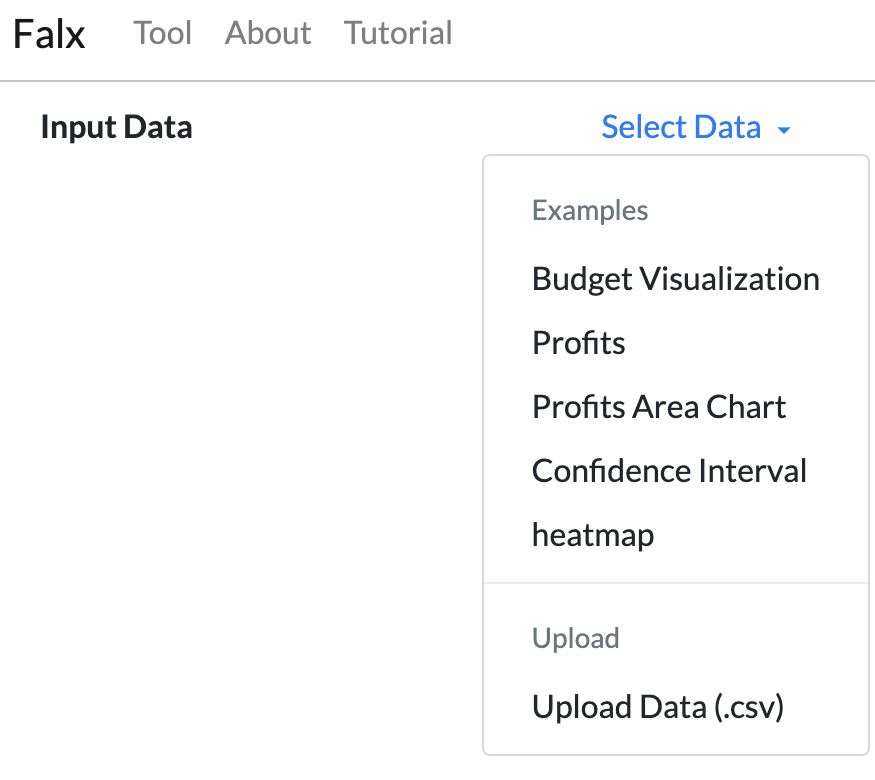 Falx Tool About Tutorial
Input Data Select Data
Examples
Budget Visualization
Profits
Profits Area Chart
Confidence Interval
heatmap
Upload
Upload Data (.csv)